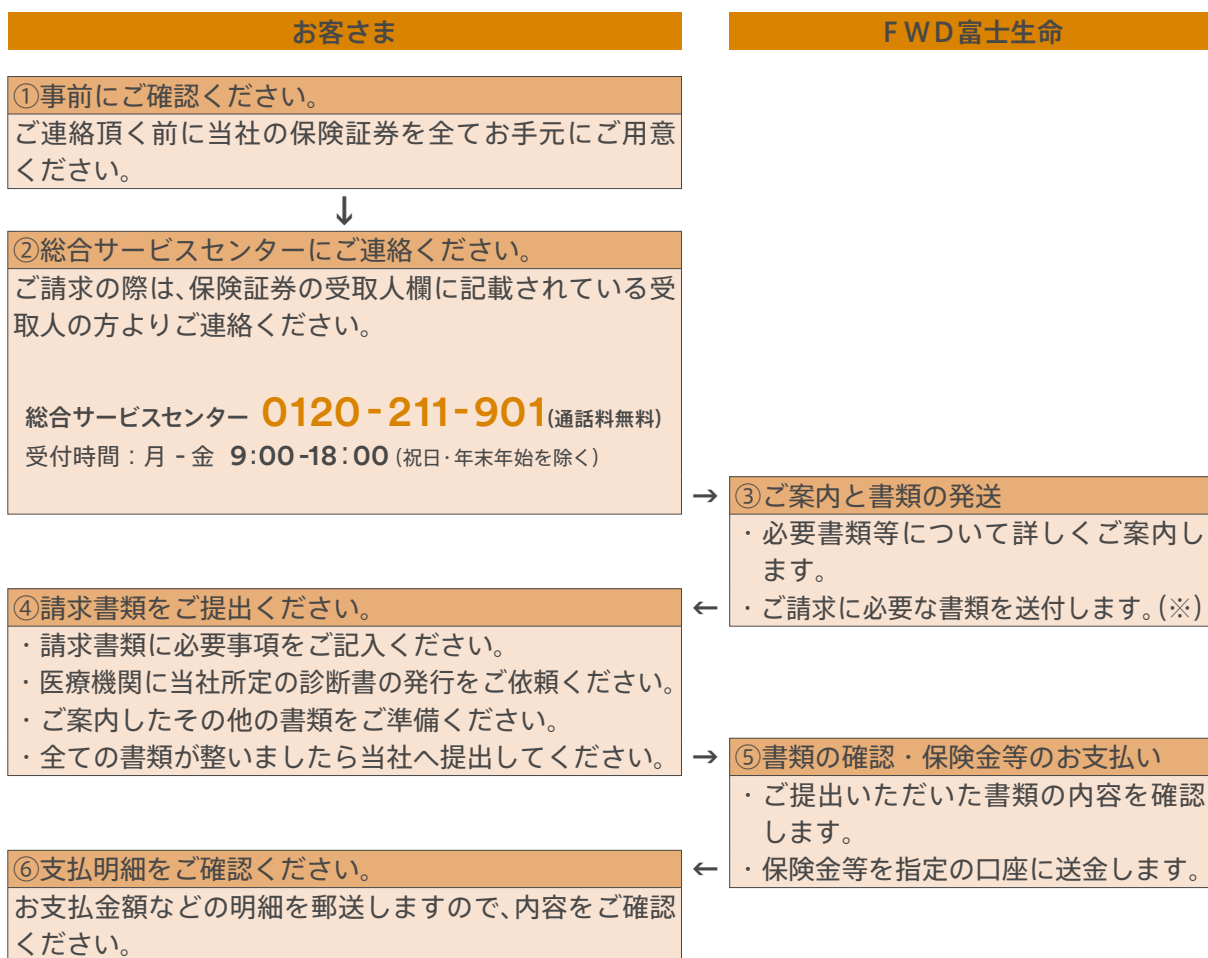 お客さま
FWD富士生命
①事前にご確認ください。
ご連絡頂く前に当社の保険証券を全てお手元にご用意
ください。
↓
②総合サービスセンターにご連絡ください。
ご請求の際は、保険証券の受取人欄に記載されている受
取人の方よりご連絡ください。
総合サービスセンター 0120-211-901(通話料無料)
受付時間：月 - 金 9:00-18:00 (祝日・年末年始を除く)
→
③ご案内と書類の発送
・必要書類等について詳しくご案内し
ます。
・ご請求に必要な書類を送付します。(※)
←
④請求書類をご提出ください。
・請求書類に必要事項をご記入ください。
・医療機関に当社所定の診断書の発行をご依頼ください。
・ご案内したその他の書類をご準備ください。
・全ての書類が整いましたら当社へ提出してください。
→
⑤書類の確認・保険金等のお支払い
・ご提出いただいた書類の内容を確認
します。
・保険金等を指定の口座に送金します。
←
⑥支払明細をご確認ください。
お支払金額などの明細を郵送しますので、内容をご確認
ください。